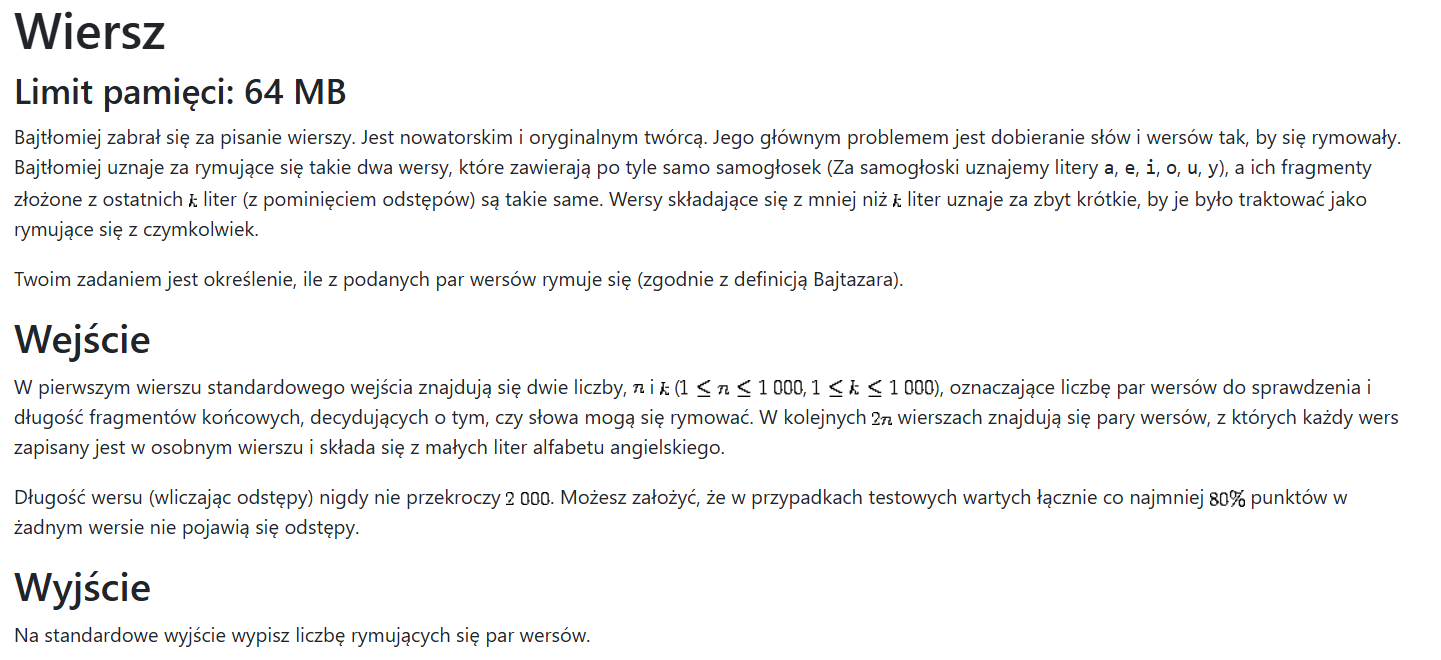 Wiersz
Limit pamięci: 64 MB
Bajtłomiej zabrał się za pisanie wierszy. Jest nowatorskim i oryginalnym twórcą. Jego głównym problemem jest dobieranie słów i wersów tak, by się rymowały.
Bajtłomiej uznaje za rymujące się takie dwa wersy, które zawierają po tyle samo samogłosek (Za samogłoski uznajemy litery a, e, i, o, u, y), a ich fragmenty
złożone z ostatnich k liter (z pominięciem odstępów) są takie same. Wersy składające się z mniej niż k liter uznaje za zbyt krótkie, by je było traktować jako
rymujące się z czymkolwiek.
Twoim zadaniem jest określenie, ile z podanych par wersów rymuje się (zgodnie z definicją Bajtazara).
Wejście
W pierwszym wierszu standardowego wejścia znajdują się dwie liczby, n i k (1 ≤ n ≤ 1 000, 1 ≤ k ≤ 1 000), oznaczające liczbę par wersów do sprawdzenia i
długość fragmentów końcowych, decydujących o tym, czy słowa mogą się rymować. W kolejnych 2n wierszach znajdują się pary wersów, z których każdy wers
zapisany jest w osobnym wierszu i składa się z małych liter alfabetu angielskiego.
Długość wersu (wliczając odstępy) nigdy nie przekroczy 2 000. Możesz założyć, że w przypadkach testowych wartych łącznie co najmniej 80% punktów w
żadnym wersie nie pojawią się odstępy.
Wyjście
Na standardowe wyjście wypisz liczbę rymujących się par wersów.